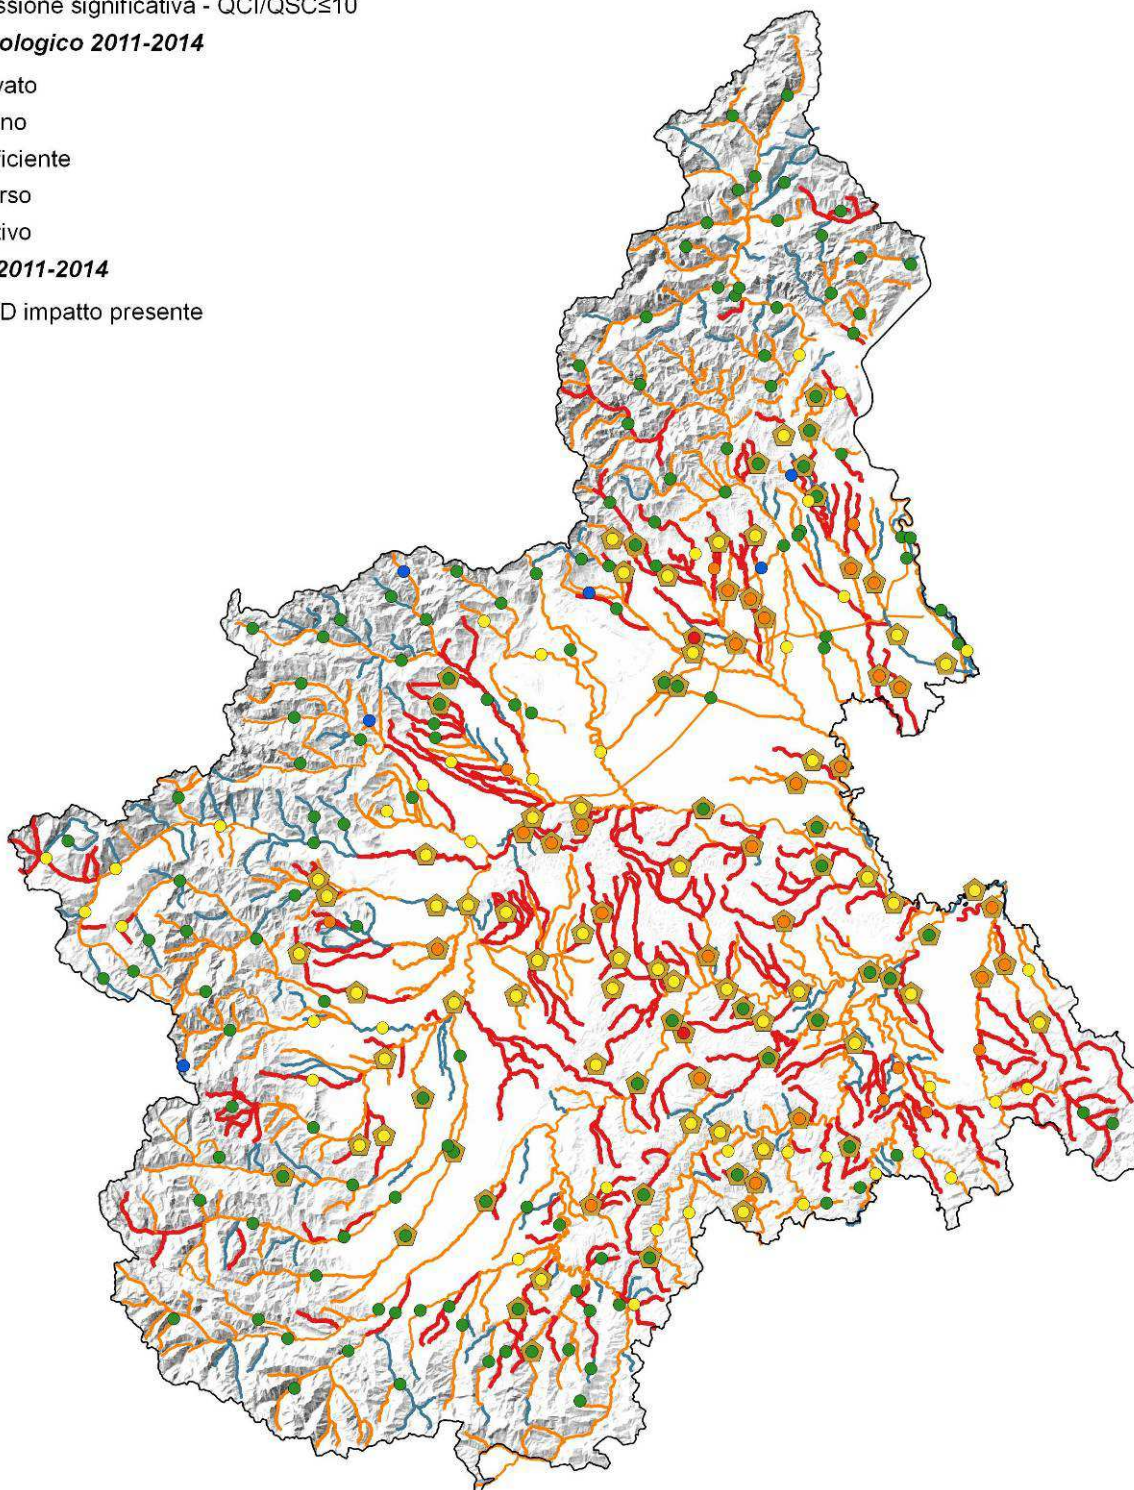 ssione significativa - QCI/QSC≤10
ologico 2011-2014
vato
no
ficiente
rso
tivo
2011-2014
D impatto presente